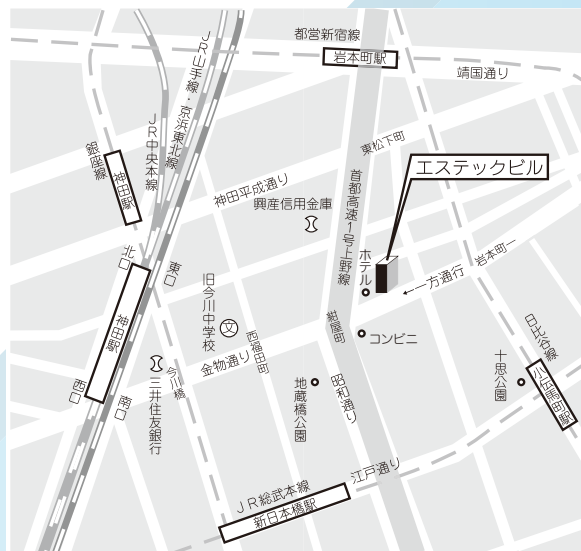 都営新宿線
岩本町駅
靖国通り
JR山手線・京浜東北線
JR中央本線
銀座線
神田駅
東松下町
エステックビル
神田平成通り
興産信用金庫
首都高速1号上野線
ホテル
一方通行
岩本町一
北口
東口
神田駅
西口
南口
旧今川中学校
文
西福田町
金物通り
今川橋
三井住友銀行
紺屋町
コンビニ
地蔵橋公園
昭和通り
日比谷線
小伝馬町駅
十思公園
江戸通り
JR総武本線
新日本橋駅